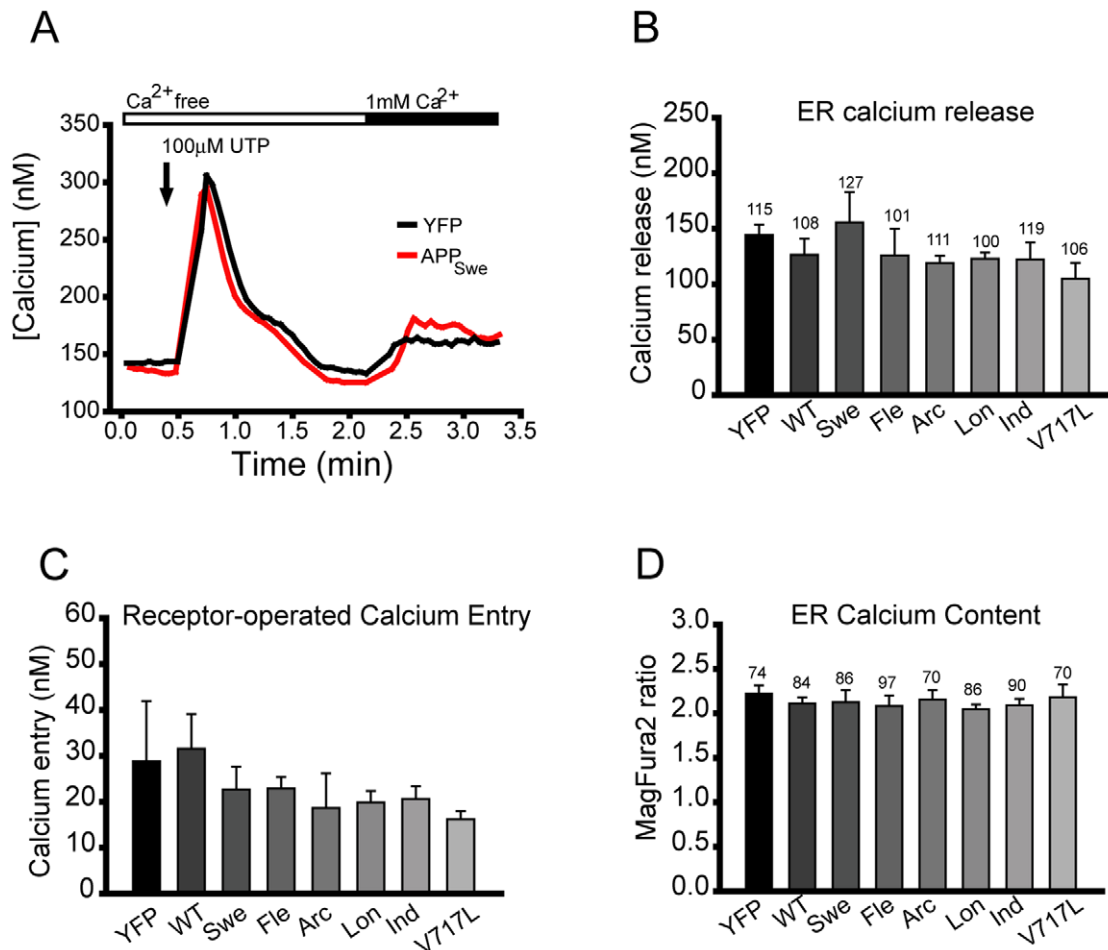 A
Ca²⁺ free
1mM Ca²⁺
100µM UTP
YFP
APP Swe
[Calcium] (nM)
350
300
250
200
150
100
0.0 0.5 1.0 1.5 2.0 2.5 3.0 3.5
Time (min)
B
ER calcium release
Calcium release (nM)
250
200
150
100
50
0
115 108 127 101 111 100 119 106
YFP WT Swe Fle Arc Lon Ind V717L
C
Receptor-operated Calcium Entry
Calcium entry (nM)
60
50
40
30
20
10
0
YFP WT Swe Fle Arc Lon Ind V717L
D
ER Calcium Content
MagFura2 ratio
3.0
2.5
2.0
1.5
1.0
0.5
0.0
74 84 86 97 70 86 90 70
YFP WT Swe Fle Arc Lon Ind V717L